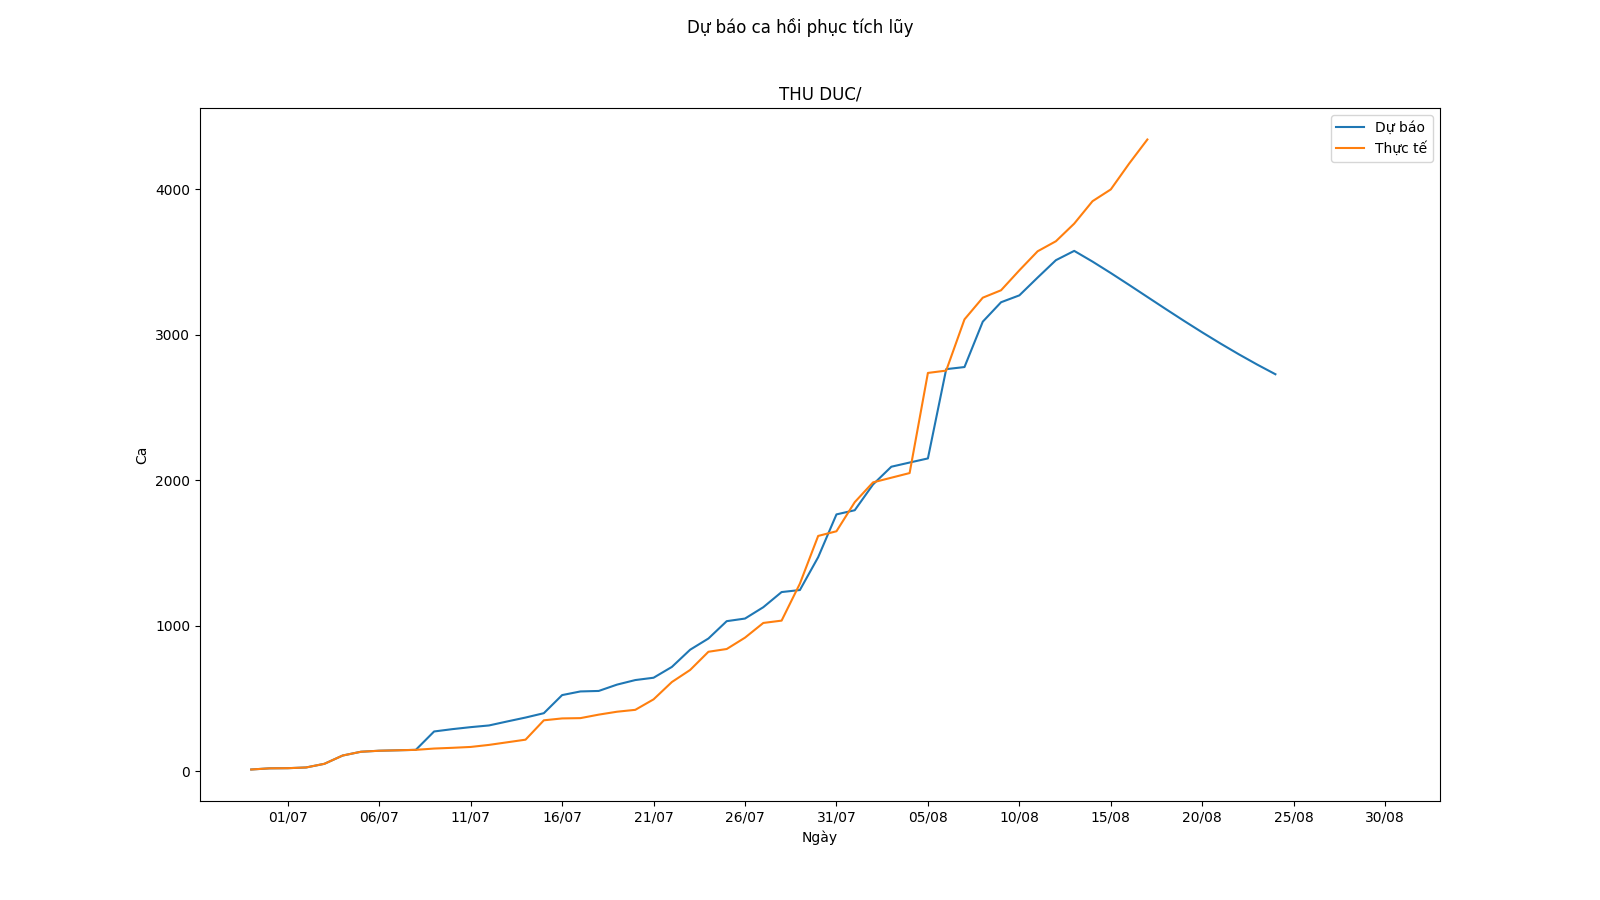 Dự báo ca hồi phục tích lũy
THU DUC/
Dự báo
Thực tế
4000
3000
2000
1000
0
Ca
01/07 06/07 11/07 16/07 21/07 26/07 31/07 05/08 10/08 15/08 20/08 25/08 30/08
Ngày